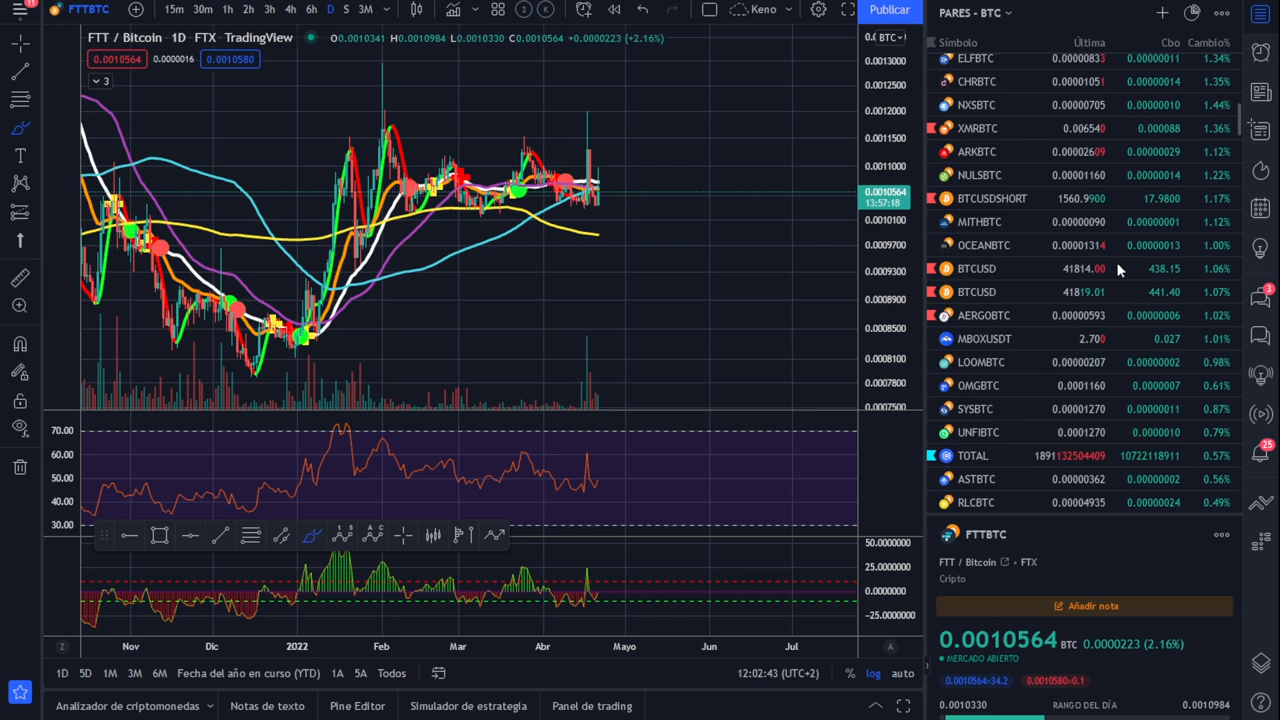 11
FTTBTC
15m 30m 1h 2h 3h 4h 6h D S 3M
2 K
Keno
Publicar
FTT / Bitcoin · 1D · FTX · TradingView
O0.0010341 H0.0010984 L0.0010330 C0.0010564 +0.0000223 (+2.16%)
0.0010564 0.0000016 0.0010580
3
BTC
0.0013000
0.0012500
0.0012000
0.0011500
0.0011000
0.0010564
13:57:18
0.0010100
0.0009700
0.0009300
0.0008900
0.0008500
0.0008100
0.0007800
0.0007500
70.00
60.00
50.00
40.00
30.00
50.0000000
25.0000000
0.0000000
−25.0000000
Z Nov Dic 2022 Feb Mar Abr Mayo Jun Jul A
1D 5D 1M 3M 6M Fecha del año en curso (YTD) 1A 5A Todos
12:02:43 (UTC+2) % log auto
Analizador de criptomonedas Notas de texto Pine Editor Simulador de estrategia Panel de trading
PARES - BTC
Símbolo Última Cbo Cambio%
ELFBTC 0.00000833 0.00000011 1.34%
CHRBTC 0.00001051 0.00000014 1.35%
NXSBTC 0.00000705 0.00000010 1.44%
XMRBTC 0.006540 0.000088 1.36%
ARKBTC 0.00002609 0.00000029 1.12%
NULSBTC 0.00001160 0.00000014 1.22%
BTCUSDSHORT 1560.9900 17.9800 1.17%
MITHBTC 0.00000090 0.00000001 1.12%
OCEANBTC 0.00001314 0.00000013 1.00%
BTCUSD 41814.00 438.15 1.06%
BTCUSD 41819.01 441.40 1.07%
AERGOBTC 0.00000593 0.00000006 1.02%
MBOXUSDT 2.700 0.027 1.01%
LOOMBTC 0.00000207 0.00000002 0.98%
OMGBTC 0.0001160 0.0000007 0.61%
SYSBTC 0.00001270 0.00000011 0.87%
UNFIBTC 0.0001270 0.0000010 0.79%
TOTAL 1891132504409 10722118911 0.57%
ASTBTC 0.00000362 0.00000002 0.56%
RLCBTC 0.00004935 0.00000024 0.49%
FTTBTC
FTT / Bitcoin • FTX
Cripto
Añadir nota
0.0010564 BTC 0.0000223 (2.16%)
MERCADO ABIERTO
0.0010564×34.2 0.0010580×0.1
0.0010330 RANGO DEL DÍA 0.0010984
3
25